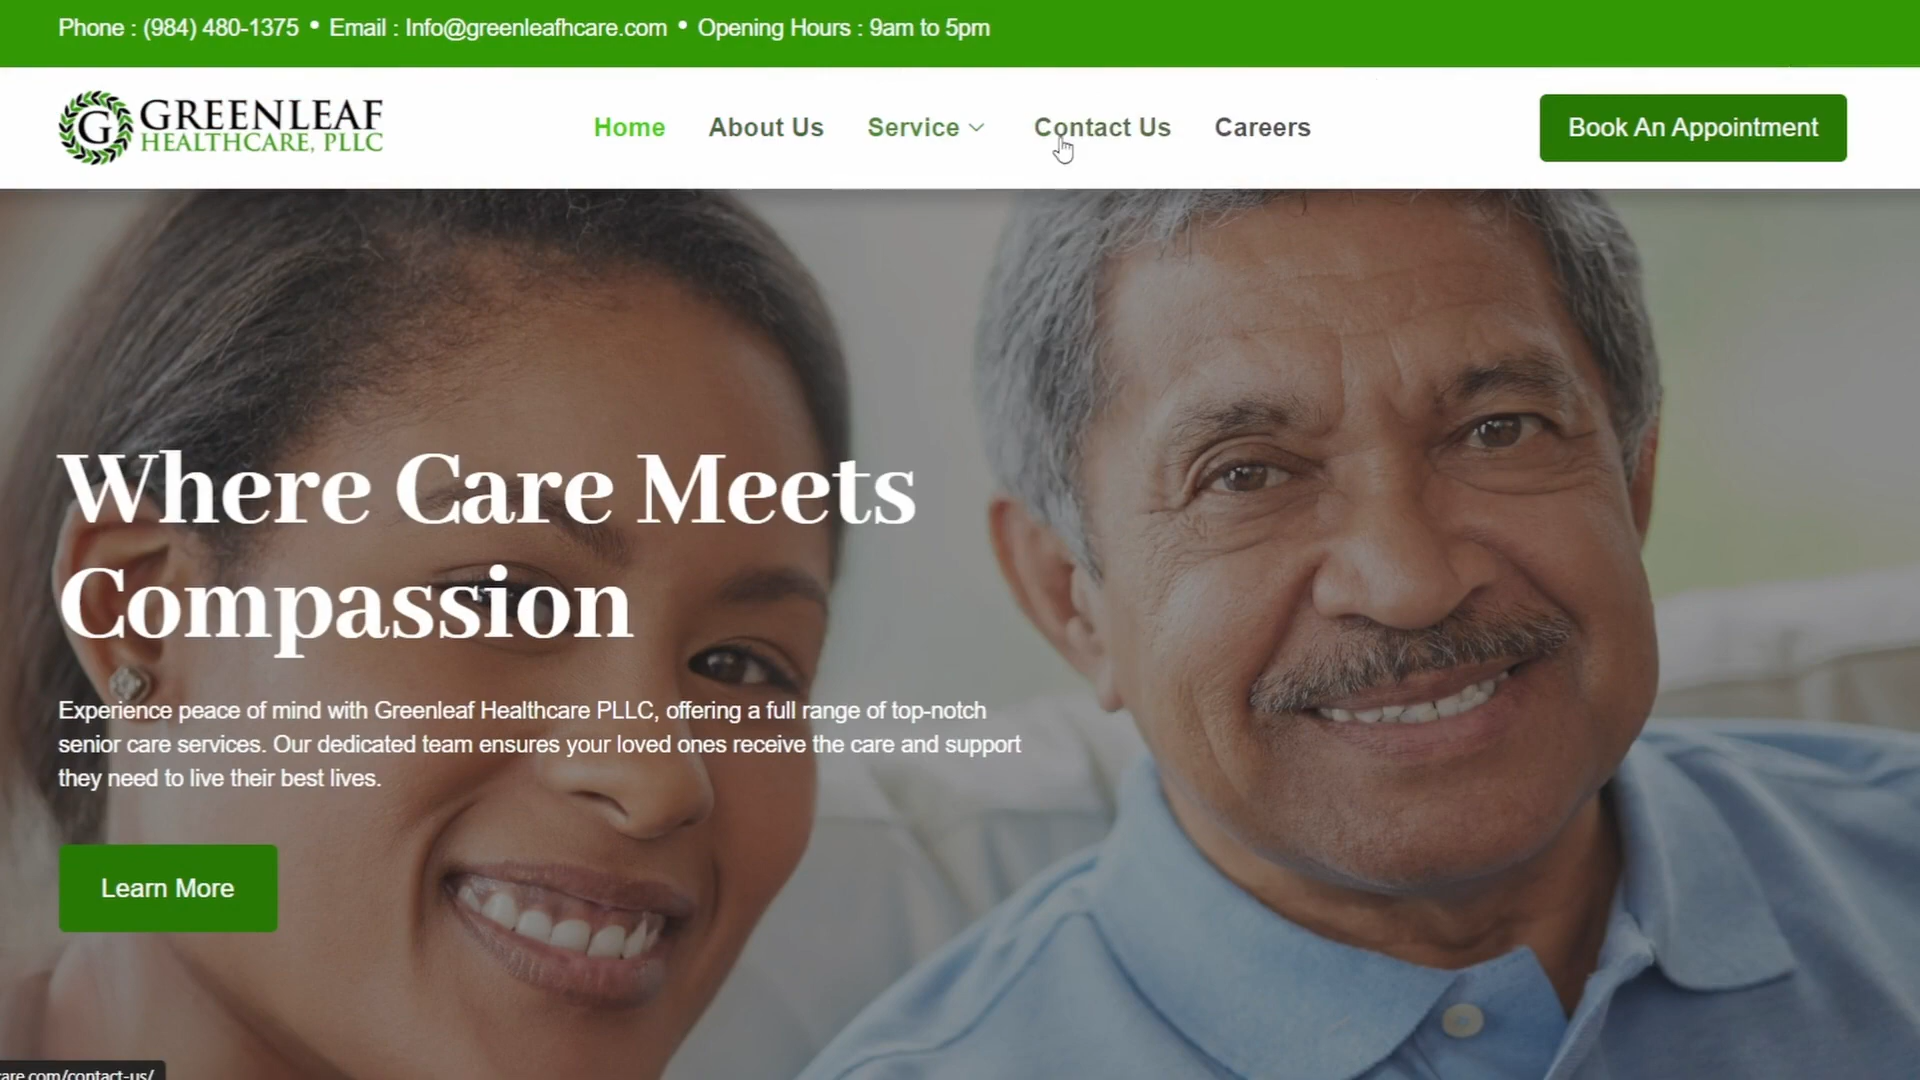 Phone : (984) 480-1375 • Email : Info@greenleafhcare.com • Opening Hours : 9am to 5pm
G GREENLEAF
HEALTHCARE, PLLC
Home About Us Service Contact Us Careers Book An Appointment
Where Care Meets
Compassion
Experience peace of mind with Greenleaf Healthcare PLLC, offering a full range of top-notch
senior care services. Our dedicated team ensures your loved ones receive the care and support
they need to live their best lives.
Learn More
care.com/contact-us/